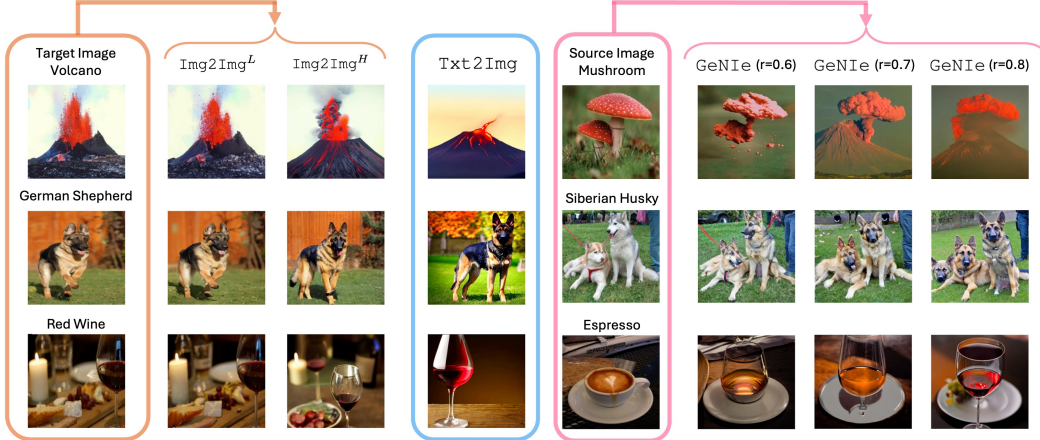 Target Image
Volcano
Img2Img^L
Img2Img^H
Txt2Img
Source Image
Mushroom
GeNIe (r=0.6)
GeNIe (r=0.7)
GeNIe (r=0.8)
German Shepherd
Siberian Husky
Red Wine
Espresso